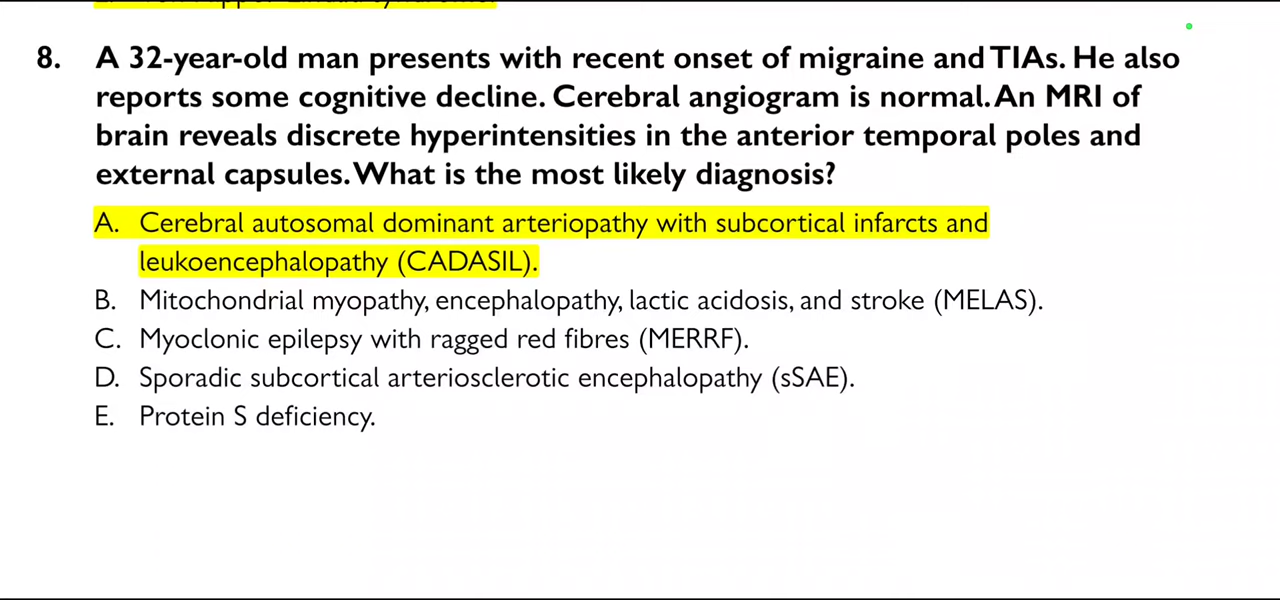 8. A 32-year-old man presents with recent onset of migraine and TIAs. He also
reports some cognitive decline. Cerebral angiogram is normal. An MRI of
brain reveals discrete hyperintensities in the anterior temporal poles and
external capsules. What is the most likely diagnosis?
A. Cerebral autosomal dominant arteriopathy with subcortical infarcts and
leukoencephalopathy (CADASIL).
B. Mitochondrial myopathy, encephalopathy, lactic acidosis, and stroke (MELAS).
C. Myoclonic epilepsy with ragged red fibres (MERRF).
D. Sporadic subcortical arteriosclerotic encephalopathy (sSAE).
E. Protein S deficiency.